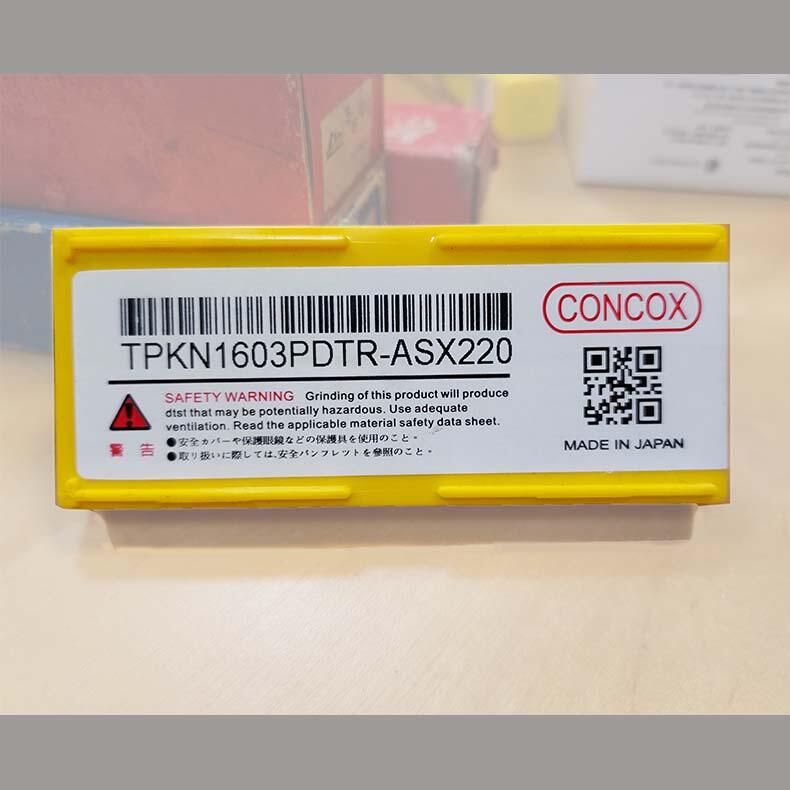 CONCOX
TPKN1603PDTR-ASX220
SAFETY WARNING Grinding of this product will produce
dtst that may be potentially hazardous. Use adequate
ventilation. Read the applicable material safety data sheet.
警告
●安全カバーや保護眼鏡などの保護具を使用のこと。
●取り扱いに際しては,安全パンフレットを参照のこと。
MADE IN JAPAN